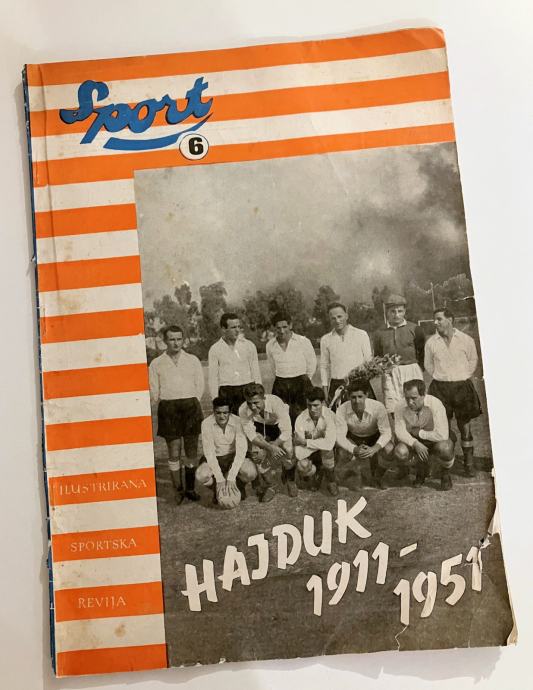 Sport
6
ILUSTRIRANA
SPORTSKA
REVIJA
HAJDUK
1911-
1951